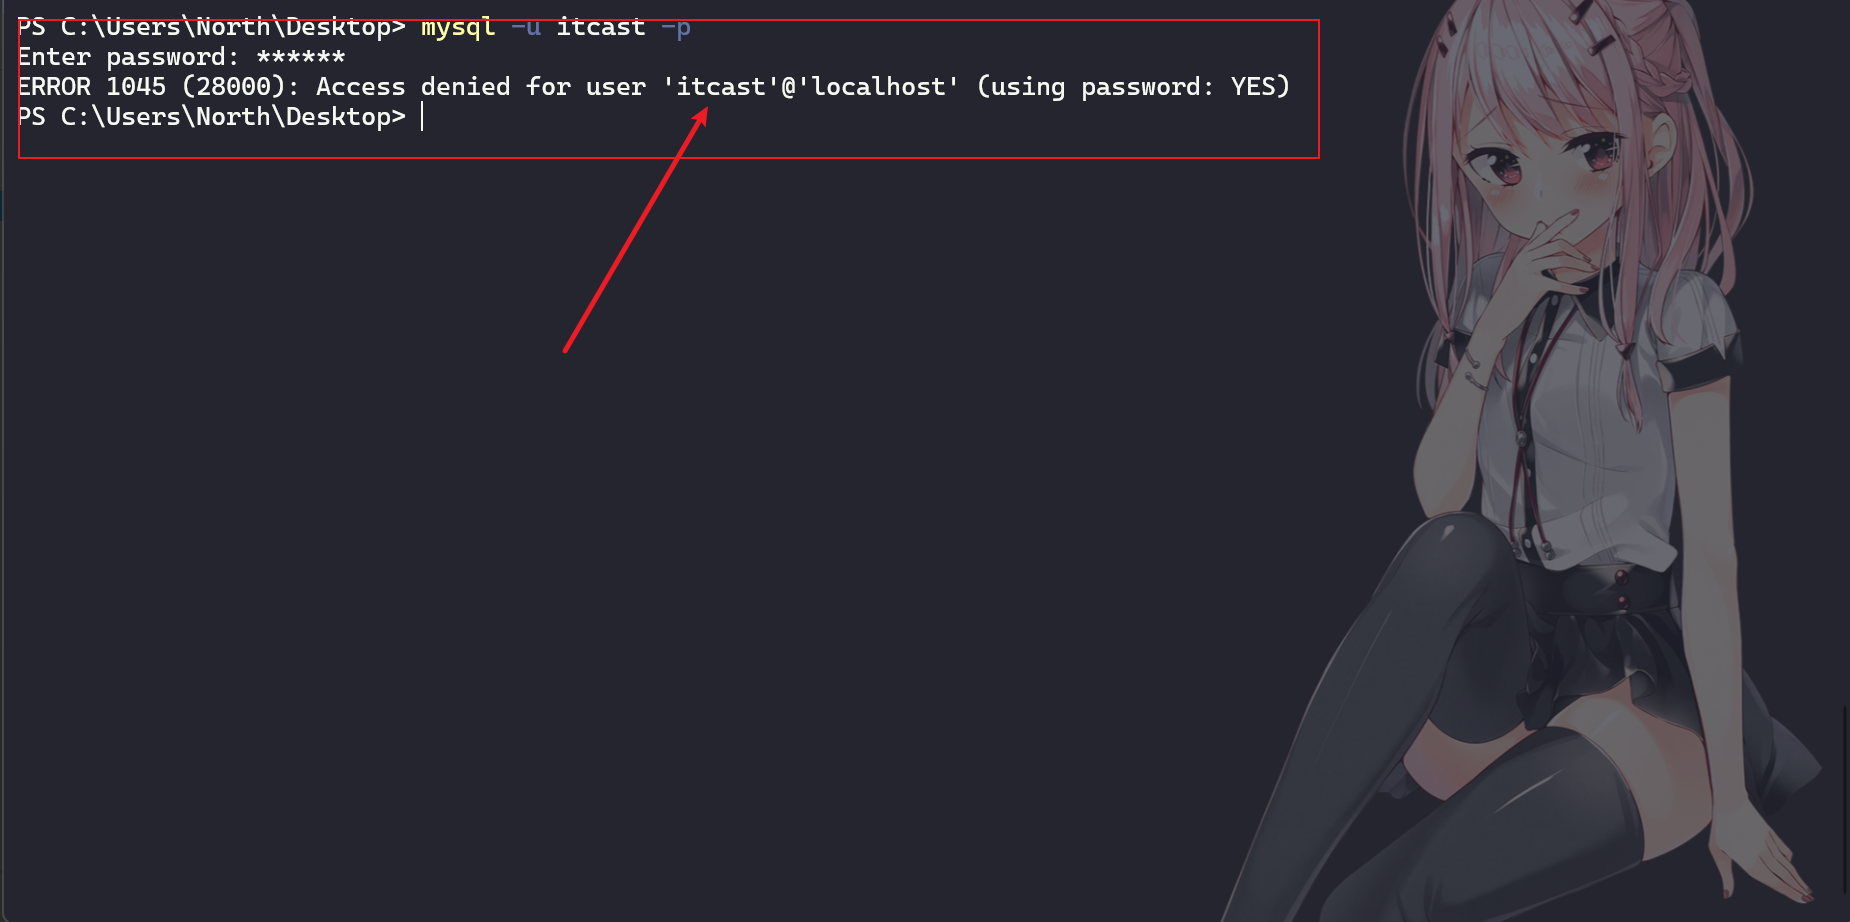 PS C:\Users\North\Desktop> mysql -u itcast -p
Enter password: ******
ERROR 1045 (28000): Access denied for user 'itcast'@'localhost' (using password: YES)
PS C:\Users\North\Desktop>